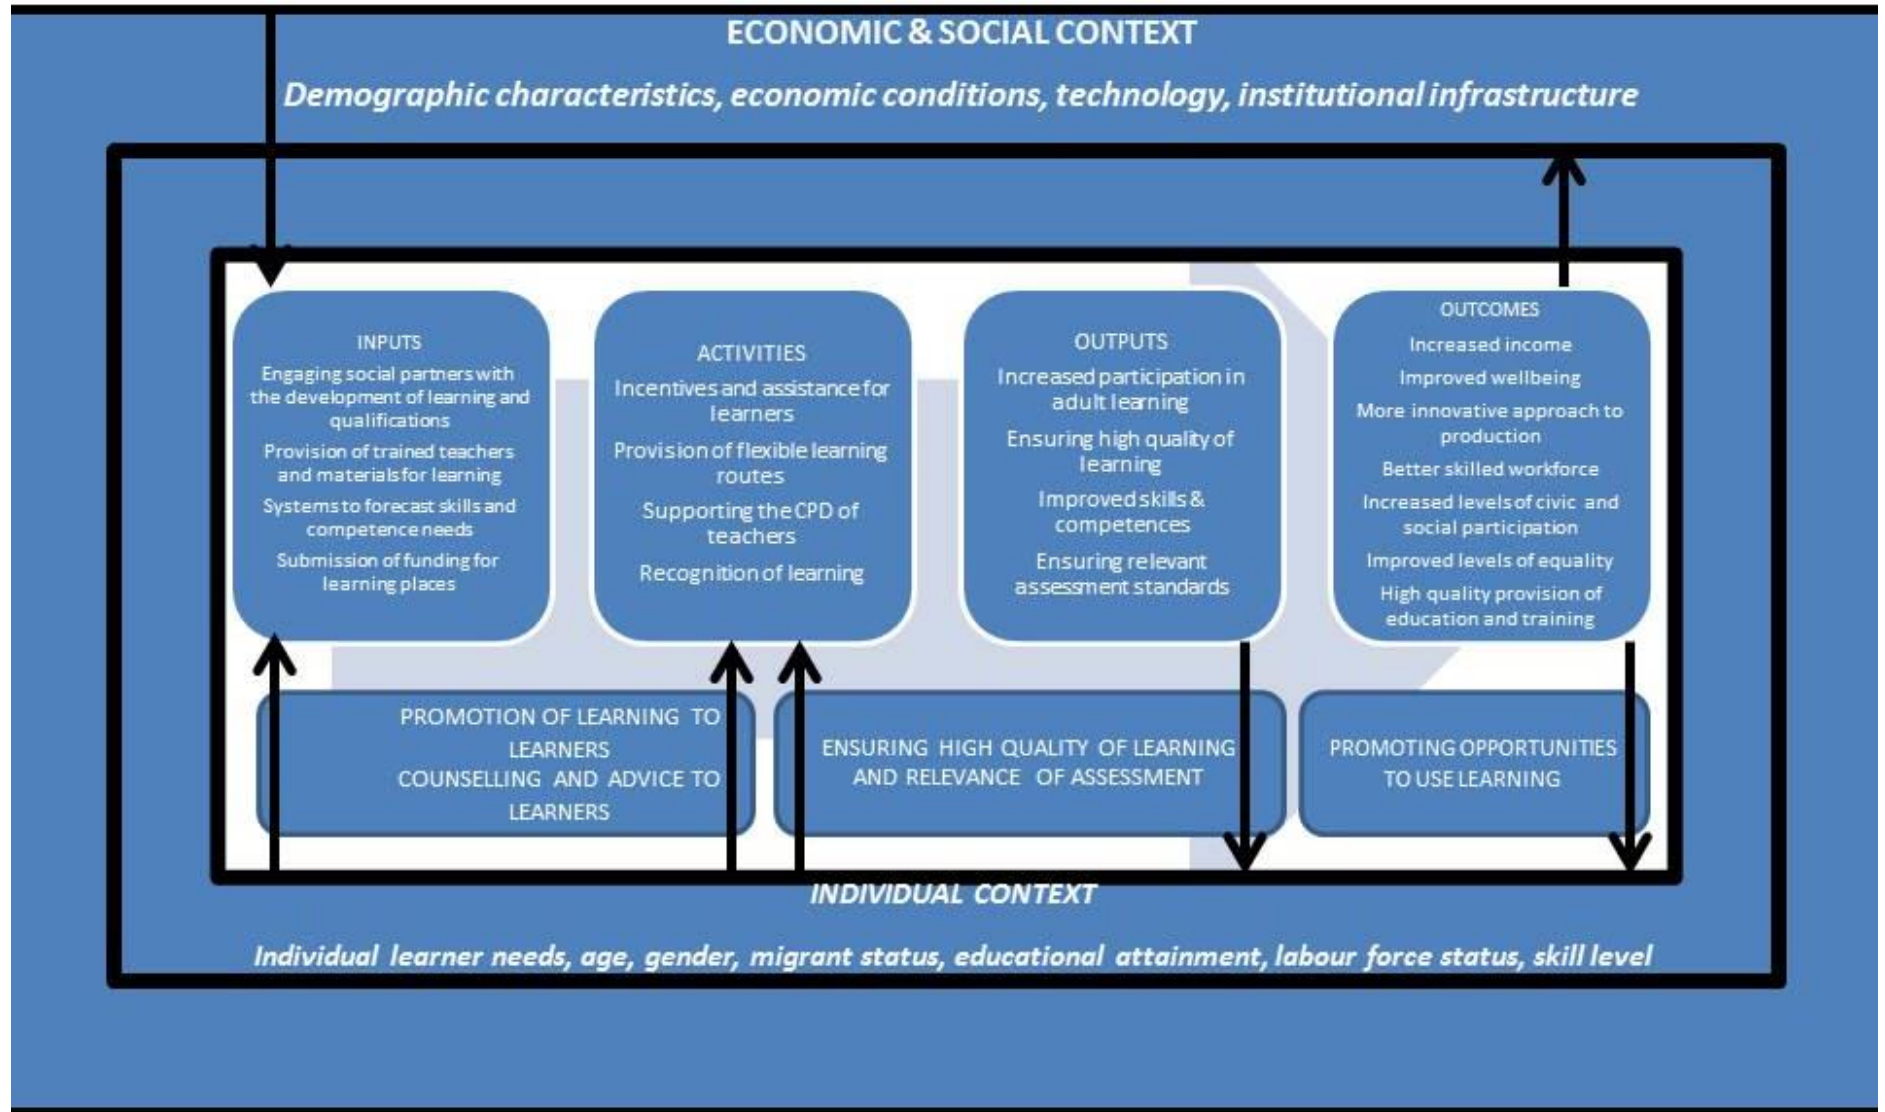 ECONOMIC & SOCIAL CONTEXT
Demographic characteristics, economic conditions, technology, institutional infrastructure
INPUTS
Engaging social partners with
the development of learning and
qualifications
Provision of trained teachers
and materials for learning
Systems to forecast skills and
competence needs
Submission of funding for
learning places
ACTIVITIES
Incentives and assistance for
learners
Provision of flexible learning
routes
Supporting the CPD of
teachers
Recognition of learning
OUTPUTS
Increased participation in
adult learning
Ensuring high quality of
learning
Improved skills &
competences
Ensuring relevant
assessment standards
OUTCOMES
Increased income
Improved wellbeing
More innovative approach to
production
Better skilled workforce
Increased levels of civic and
social participation
Improved levels of equality
High quality provision of
education and training
PROMOTION OF LEARNING TO
LEARNERS
COUNSELLING AND ADVICE TO
LEARNERS
ENSURING HIGH QUALITY OF LEARNING
AND RELEVANCE OF ASSESSMENT
PROMOTING OPPORTUNITIES
TO USE LEARNING
INDIVIDUAL CONTEXT
Individual learner needs, age, gender, migrant status, educational attainment, labour force status, skill level